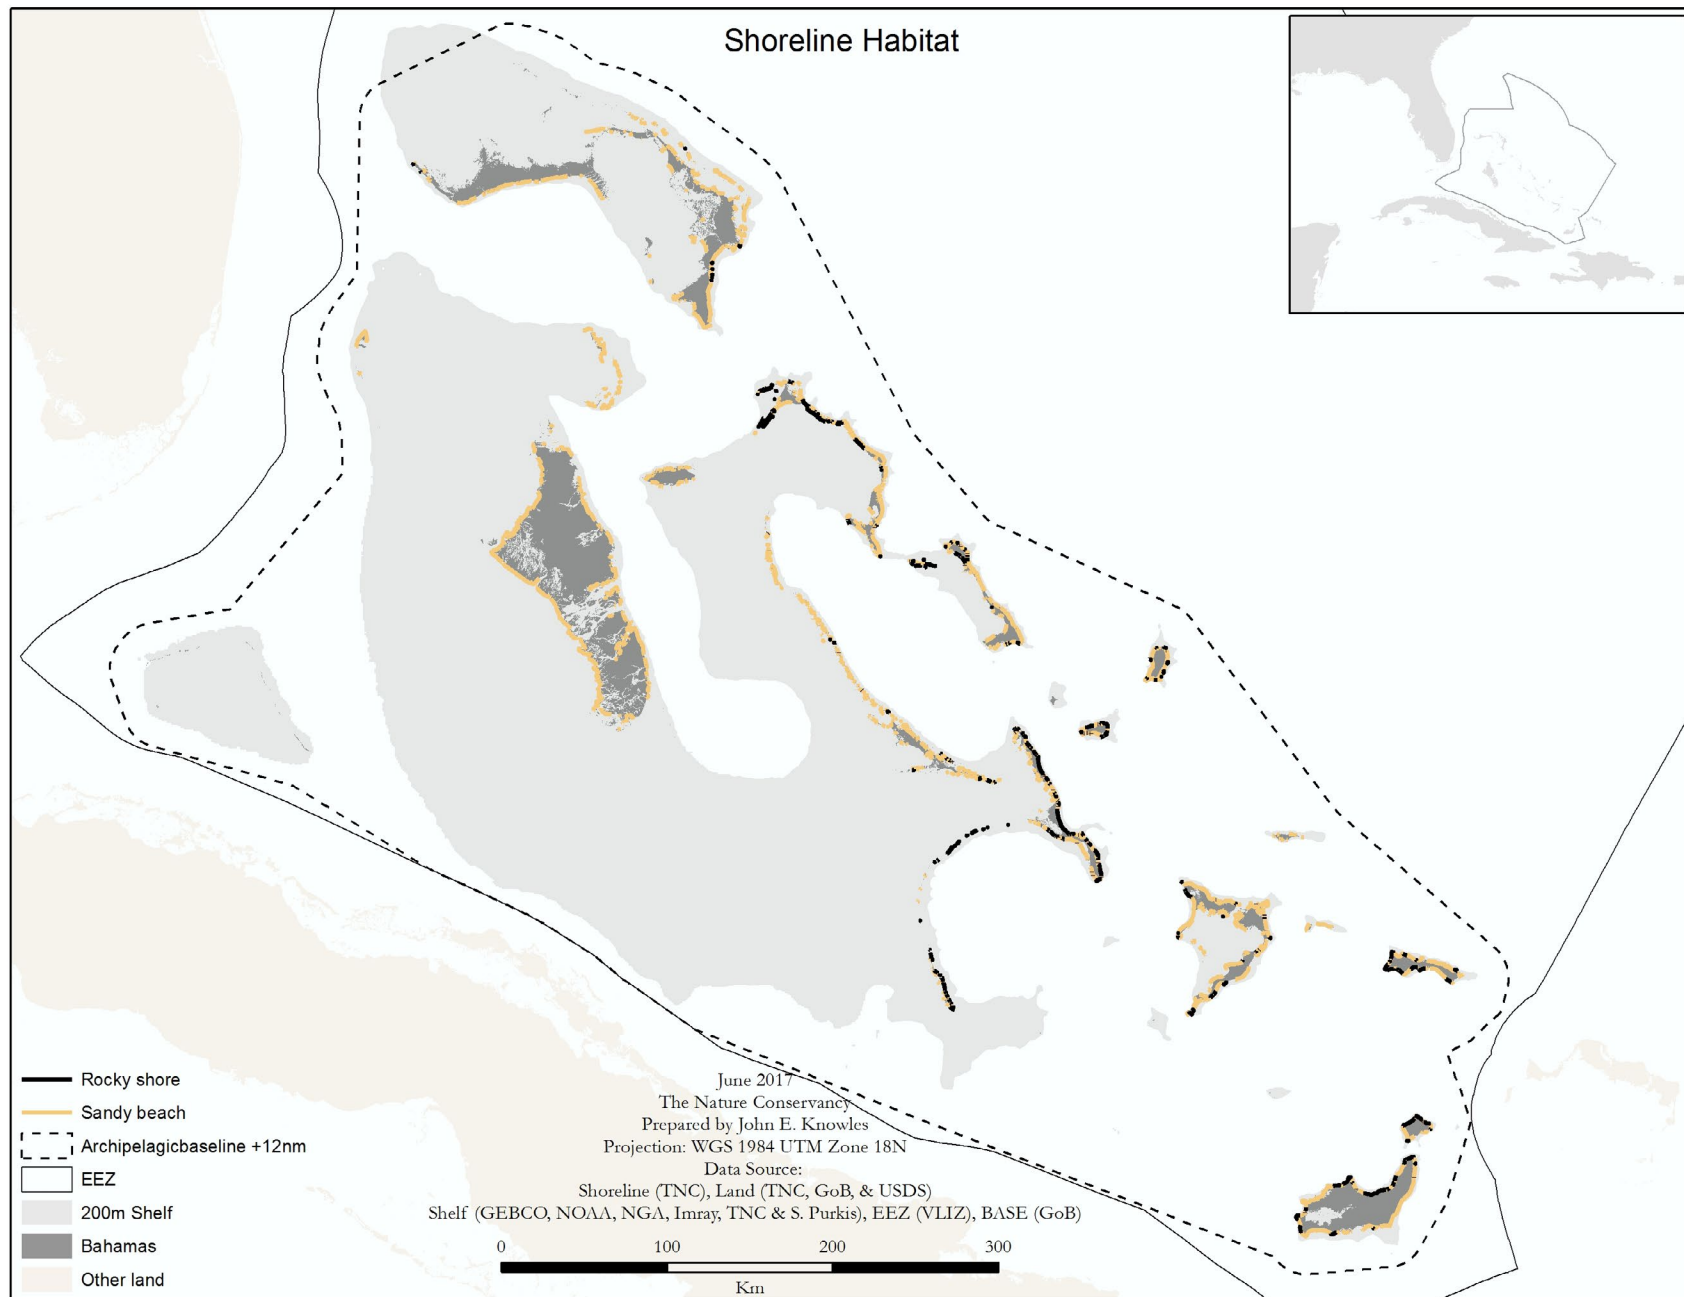 Shoreline Habitat
Rocky shore
Sandy beach
Archipelagicbaseline +12nm
EEZ
200m Shelf
Bahamas
Other land
June 2017
The Nature Conservancy
Prepared by John E. Knowles
Projection: WGS 1984 UTM Zone 18N
Data Source:
Shoreline (TNC), Land (TNC, GoB, & USDS)
Shelf (GEBCO, NOAA, NGA, Imray, TNC & S. Purkis), EEZ (VLIZ), BASE (GoB)
0 100 200 300
Km